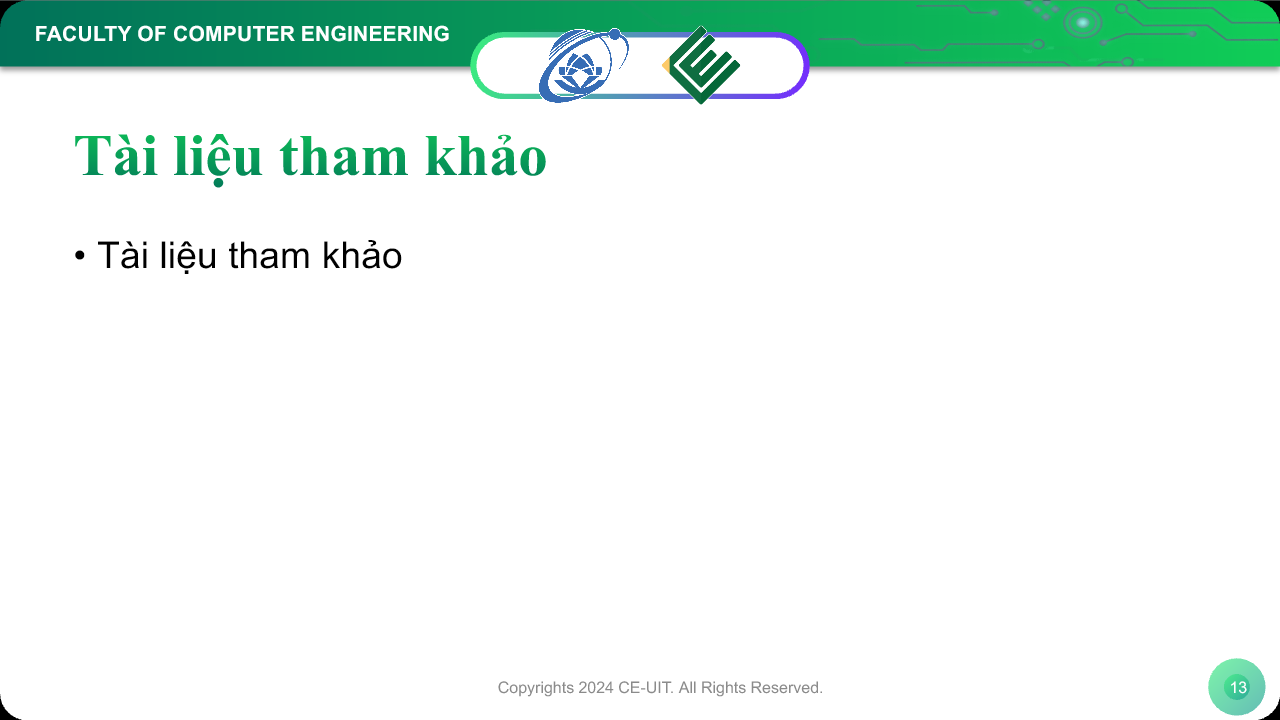 FACULTY OF COMPUTER ENGINEERING
Tài liệu tham khảo
• Tài liệu tham khảo
Copyrights 2024 CE-UIT. All Rights Reserved.
13